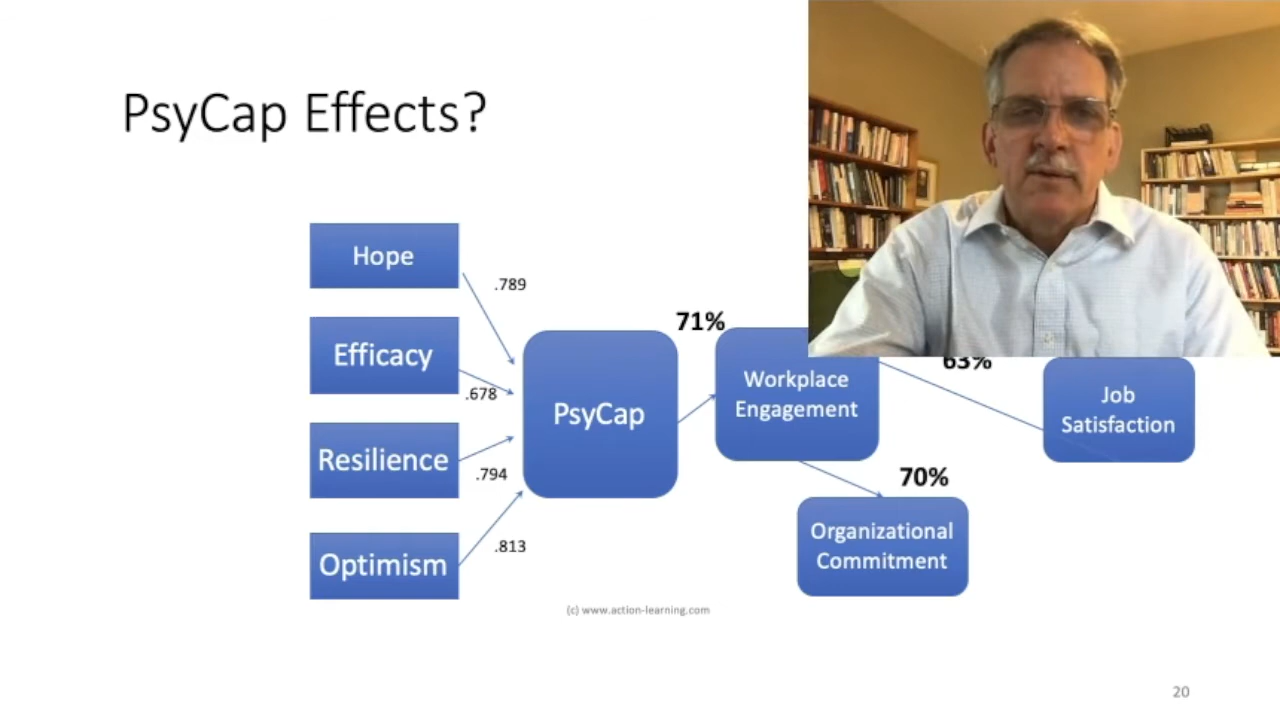 PsyCap Effects?
Hope
.789
Efficacy
.678
Resilience
.794
Optimism
.813
PsyCap
71%
Workplace
Engagement
63%
Job
Satisfaction
70%
Organizational
Commitment
(c) www.action-learning.com
20